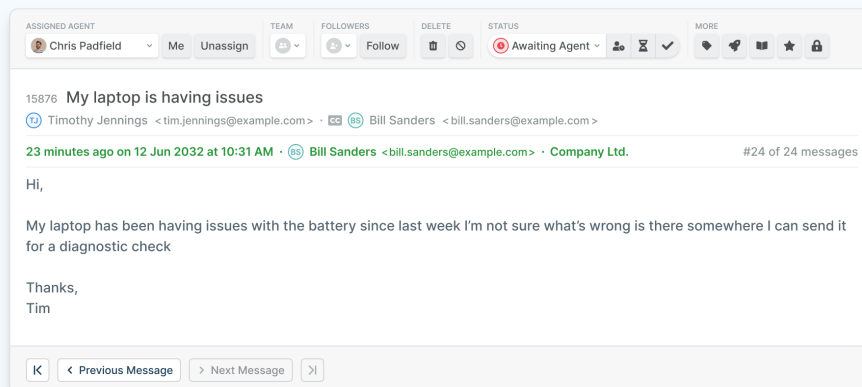 ASSIGNED AGENT TEAM FOLLOWERS DELETE STATUS MORE
Chris Padfield Me Unassign Follow Awaiting Agent
15876 My laptop is having issues
TJ Timothy Jennings <tim.jennings@example.com> · CC BS Bill Sanders <bill.sanders@example.com>
23 minutes ago on 12 Jun 2032 at 10:31 AM · BS Bill Sanders <bill.sanders@example.com> · Company Ltd. #24 of 24 messages
Hi,
My laptop has been having issues with the battery since last week I'm not sure what's wrong is there somewhere I can send it
for a diagnostic check
Thanks,
Tim
Previous Message Next Message